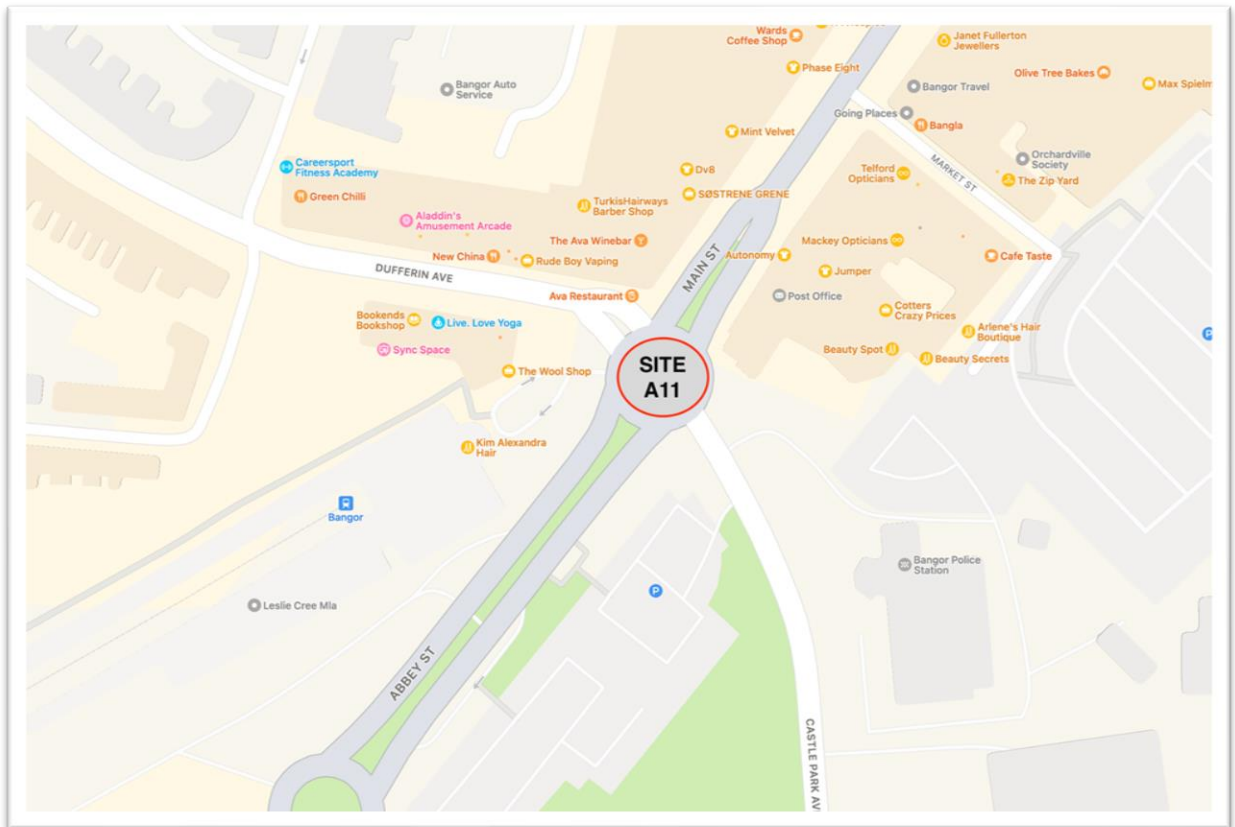 Wards
Coffee Shop
Janet Fullerton
Jewellers
Phase Eight
Olive Tree Bakes
Max Spielm
Bangor Auto
Service
Bangor Travel
Going Places
Bangla
Mint Velvet
MARKET ST
Orchardville
Society
Careersport
Fitness Academy
Dv8
Telford
Opticians
The Zip Yard
Green Chilli
SØSTRENE GRENE
TurkisHairways
Barber Shop
Aladdin's
Amusement Arcade
The Ava Winebar
MAIN ST
Mackey Opticians
New China
Rude Boy Vaping
Autonomy
Cafe Taste
DUFFERIN AVE
Jumper
Ava Restaurant
Post Office
Bookends
Bookshop
Live. Love Yoga
Cotters
Crazy Prices
Arlene's Hair
Boutique
P
Sync Space
Beauty Spot
Beauty Secrets
The Wool Shop
SITE
A11
Kim Alexandra
Hair
Bangor
Bangor Police
Station
P
Leslie Cree Mla
ABBEY ST
CASTLE PARK AV